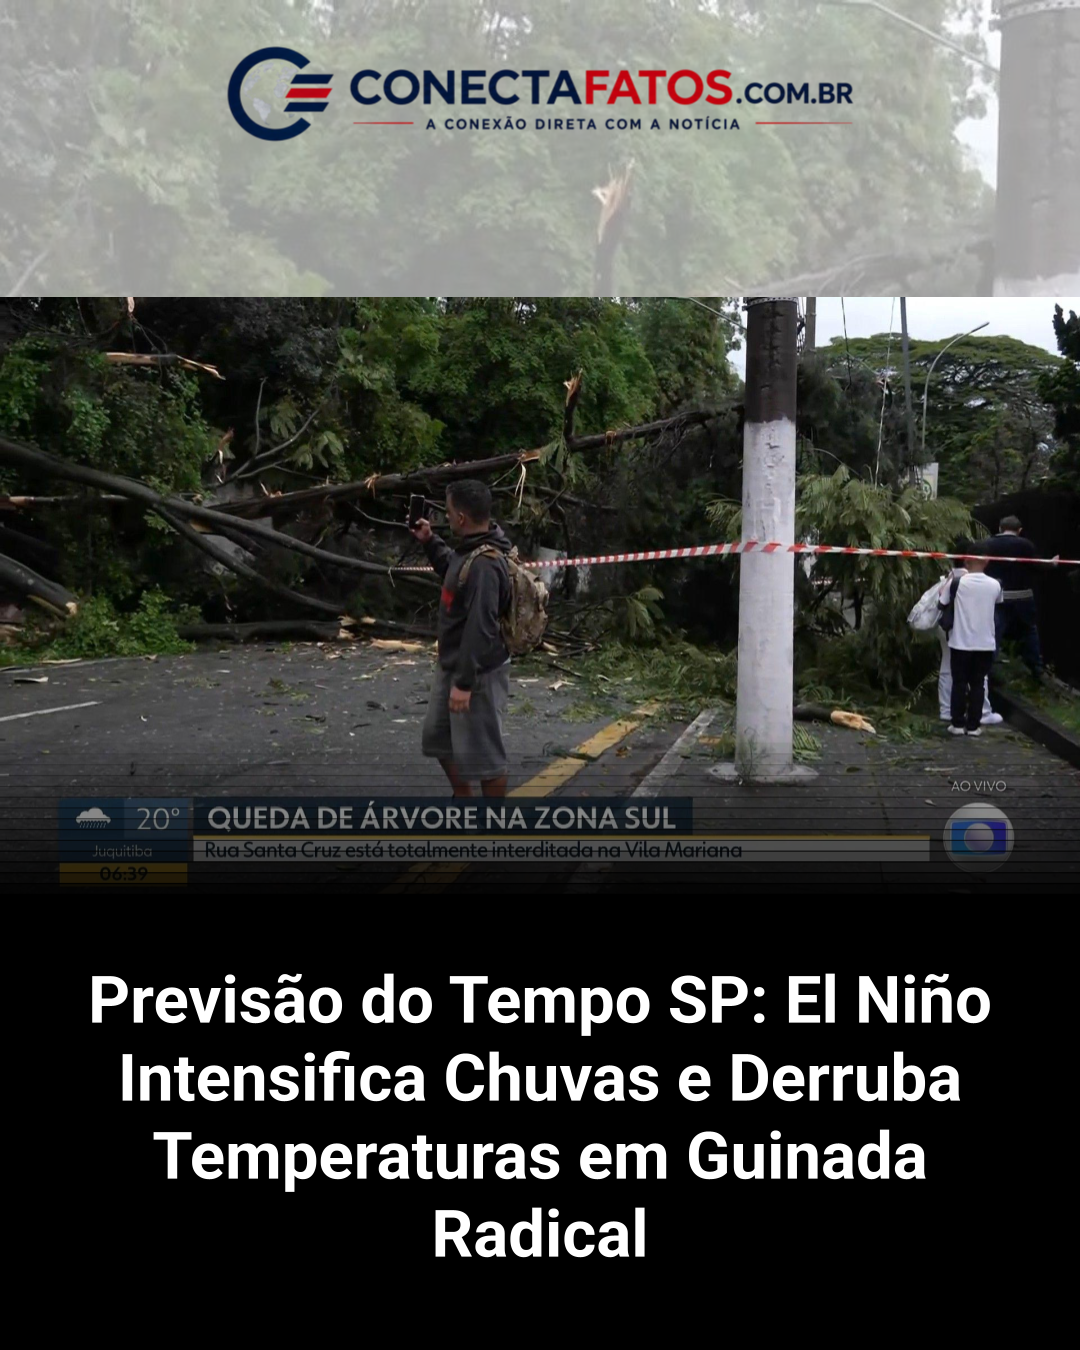 CONECTAFATOS.COM.BR
A CONEXÃO DIRETA COM A NOTÍCIA
AO VIVO
20° QUEDA DE ÁRVORE NA ZONA SUL
Juquitiba Rua Santa Cruz está totalmente interditada na Vila Mariana
06:39
Previsão do Tempo SP: El Niño
Intensifica Chuvas e Derruba
Temperaturas em Guinada
Radical